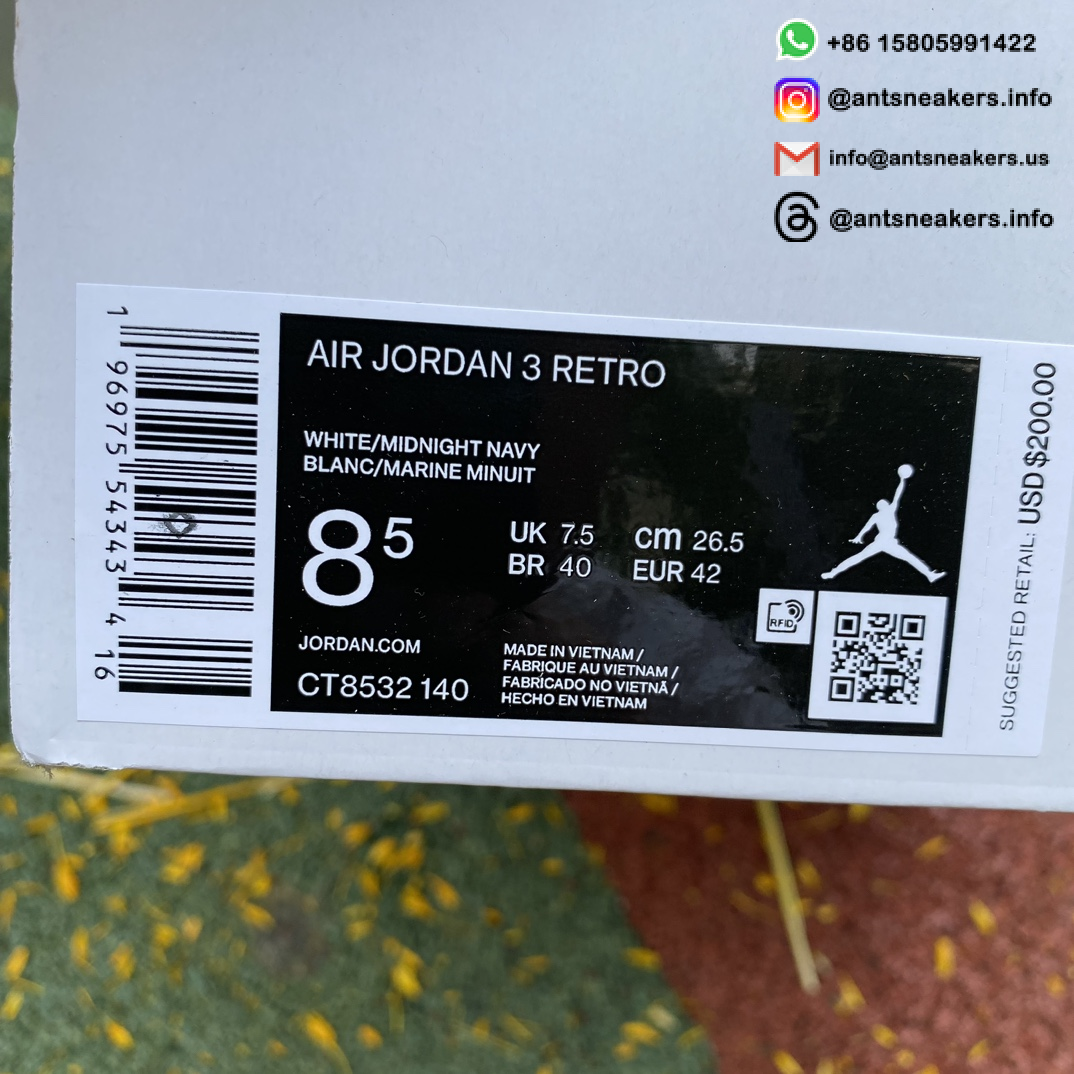 +86 15805991422
@antsneakers.info
info@antsneakers.us
@antsneakers.info
1 96975 54343 4 16
AIR JORDAN 3 RETRO
WHITE/MIDNIGHT NAVY
BLANC/MARINE MINUIT
8 5
UK 7.5 cm 26.5
BR 40 EUR 42
RFID
JORDAN.COM
CT8532 140
MADE IN VIETNAM /
FABRIQUE AU VIETNAM /
FABRICADO NO VIETNÃ /
HECHO EN VIETNAM
SUGGESTED RETAIL: USD $200.00